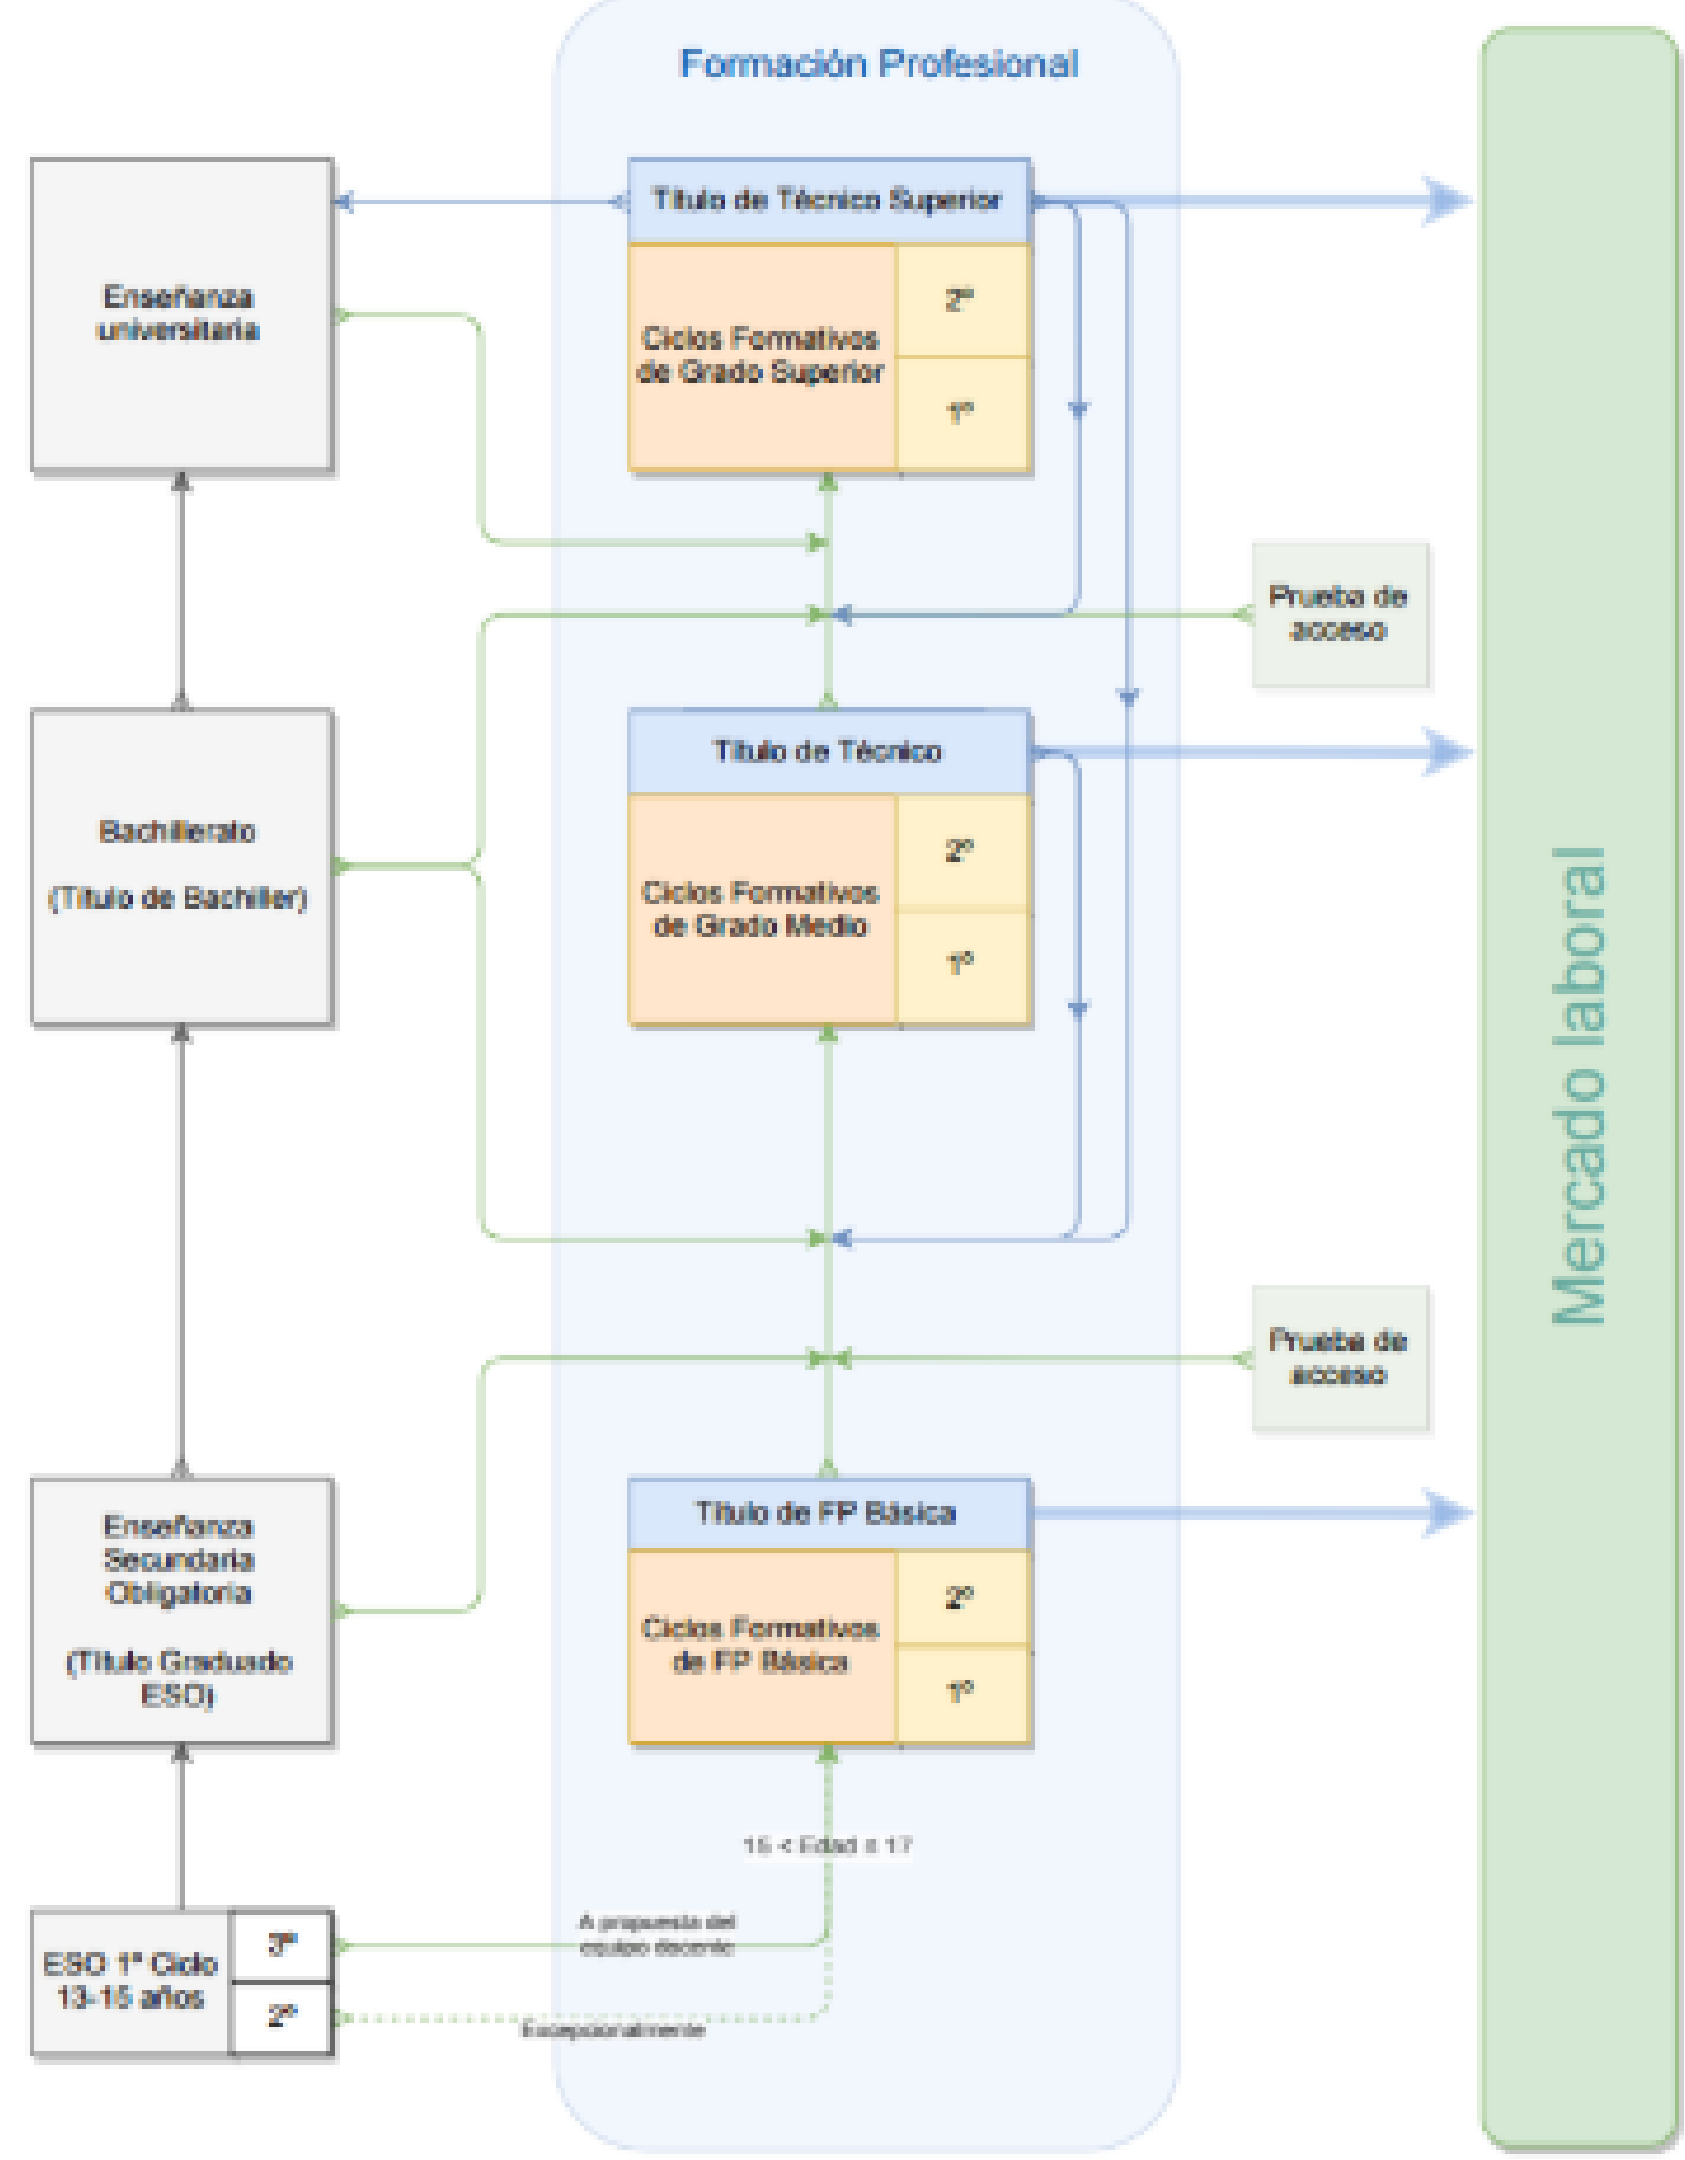 Formación Profesional
Título de Técnico Superior
Enseñanza
universitaria
Ciclos Formativos
de Grado Superior
2º
1º
Prueba de
acceso
Título de Técnico
Bachillerato
(Título de Bachiller)
Ciclos Formativos
de Grado Medio
2º
1º
Mercado laboral
Prueba de
acceso
Enseñanza
Secundaria
Obligatoria
(Título Graduado
ESO)
Título de FP Básica
Ciclos Formativos
de FP Básica
2º
1º
15 < Edad ≤ 17
A propuesta del
equipo docente
ESO 1º Ciclo
13-15 años
3º
2º
Excepcionalmente